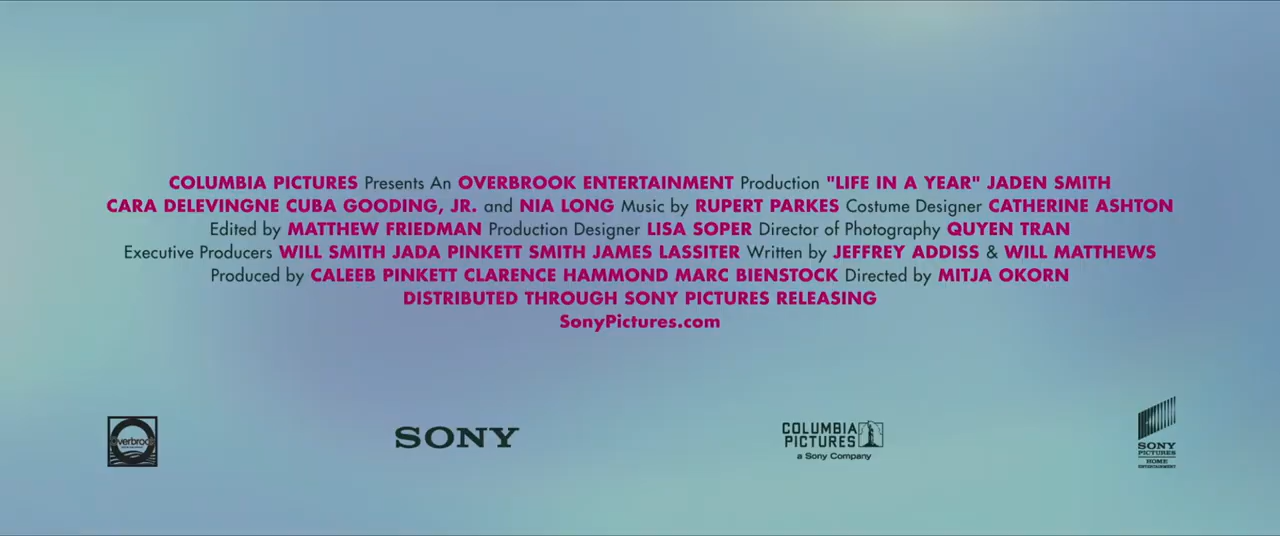 COLUMBIA PICTURES Presents An OVERBROOK ENTERTAINMENT Production "LIFE IN A YEAR" JADEN SMITH
CARA DELEVINGNE CUBA GOODING, JR. and NIA LONG Music by RUPERT PARKES Costume Designer CATHERINE ASHTON
Edited by MATTHEW FRIEDMAN Production Designer LISA SOPER Director of Photography QUYEN TRAN
Executive Producers WILL SMITH JADA PINKETT SMITH JAMES LASSITER Written by JEFFREY ADDISS & WILL MATTHEWS
Produced by CALEEB PINKETT CLARENCE HAMMOND MARC BIENSTOCK Directed by MITJA OKORN
DISTRIBUTED THROUGH SONY PICTURES RELEASING
SonyPictures.com
Overbrook
SONY
COLUMBIA
PICTURES
a Sony Company
SONY
PICTURES
HOME
ENTERTAINMENT